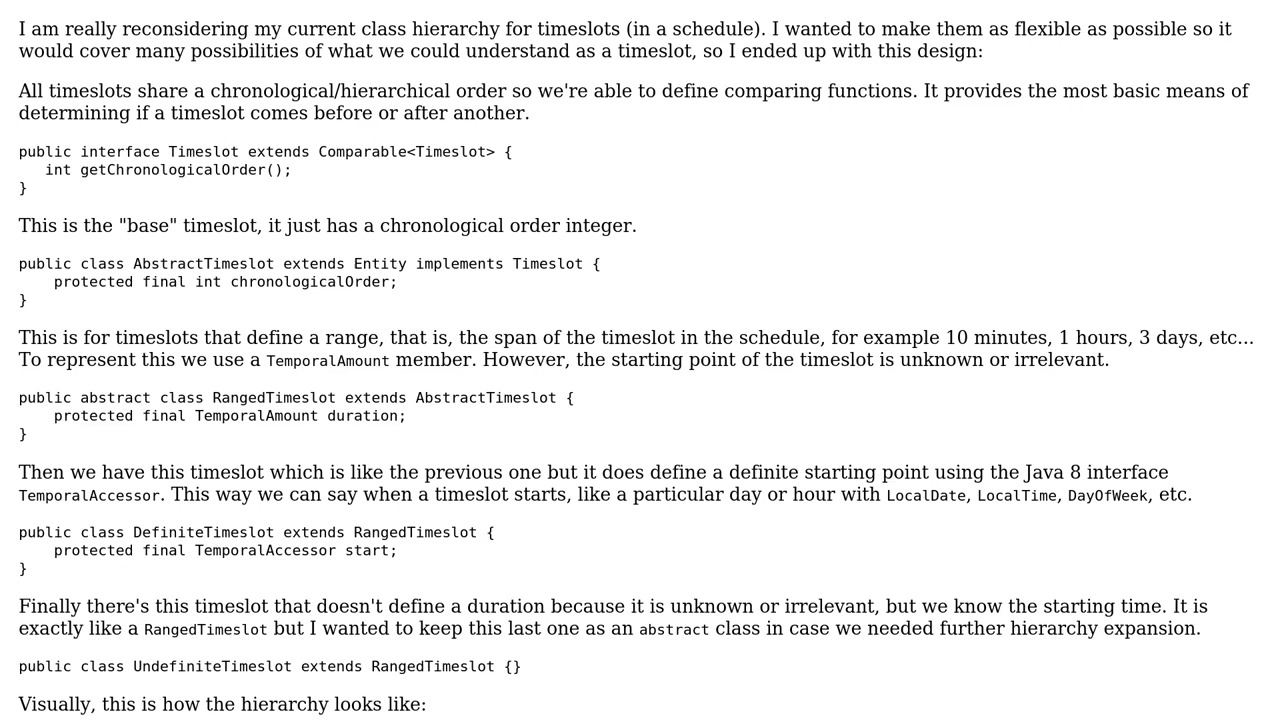 I am really reconsidering my current class hierarchy for timeslots (in a schedule). I wanted to make them as flexible as possible so it
would cover many possibilities of what we could understand as a timeslot, so I ended up with this design:
All timeslots share a chronological/hierarchical order so we're able to define comparing functions. It provides the most basic means of
determining if a timeslot comes before or after another.
public interface Timeslot extends Comparable<Timeslot> {
   int getChronologicalOrder();
}
This is the "base" timeslot, it just has a chronological order integer.
public class AbstractTimeslot extends Entity implements Timeslot {
    protected final int chronologicalOrder;
}
This is for timeslots that define a range, that is, the span of the timeslot in the schedule, for example 10 minutes, 1 hours, 3 days, etc...
To represent this we use a TemporalAmount member. However, the starting point of the timeslot is unknown or irrelevant.
public abstract class RangedTimeslot extends AbstractTimeslot {
    protected final TemporalAmount duration;
}
Then we have this timeslot which is like the previous one but it does define a definite starting point using the Java 8 interface
TemporalAccessor. This way we can say when a timeslot starts, like a particular day or hour with LocalDate, LocalTime, DayOfWeek, etc.
public class DefiniteTimeslot extends RangedTimeslot {
    protected final TemporalAccessor start;
}
Finally there's this timeslot that doesn't define a duration because it is unknown or irrelevant, but we know the starting time. It is
exactly like a RangedTimeslot but I wanted to keep this last one as an abstract class in case we needed further hierarchy expansion.
public class UndefiniteTimeslot extends RangedTimeslot {}
Visually, this is how the hierarchy looks like: